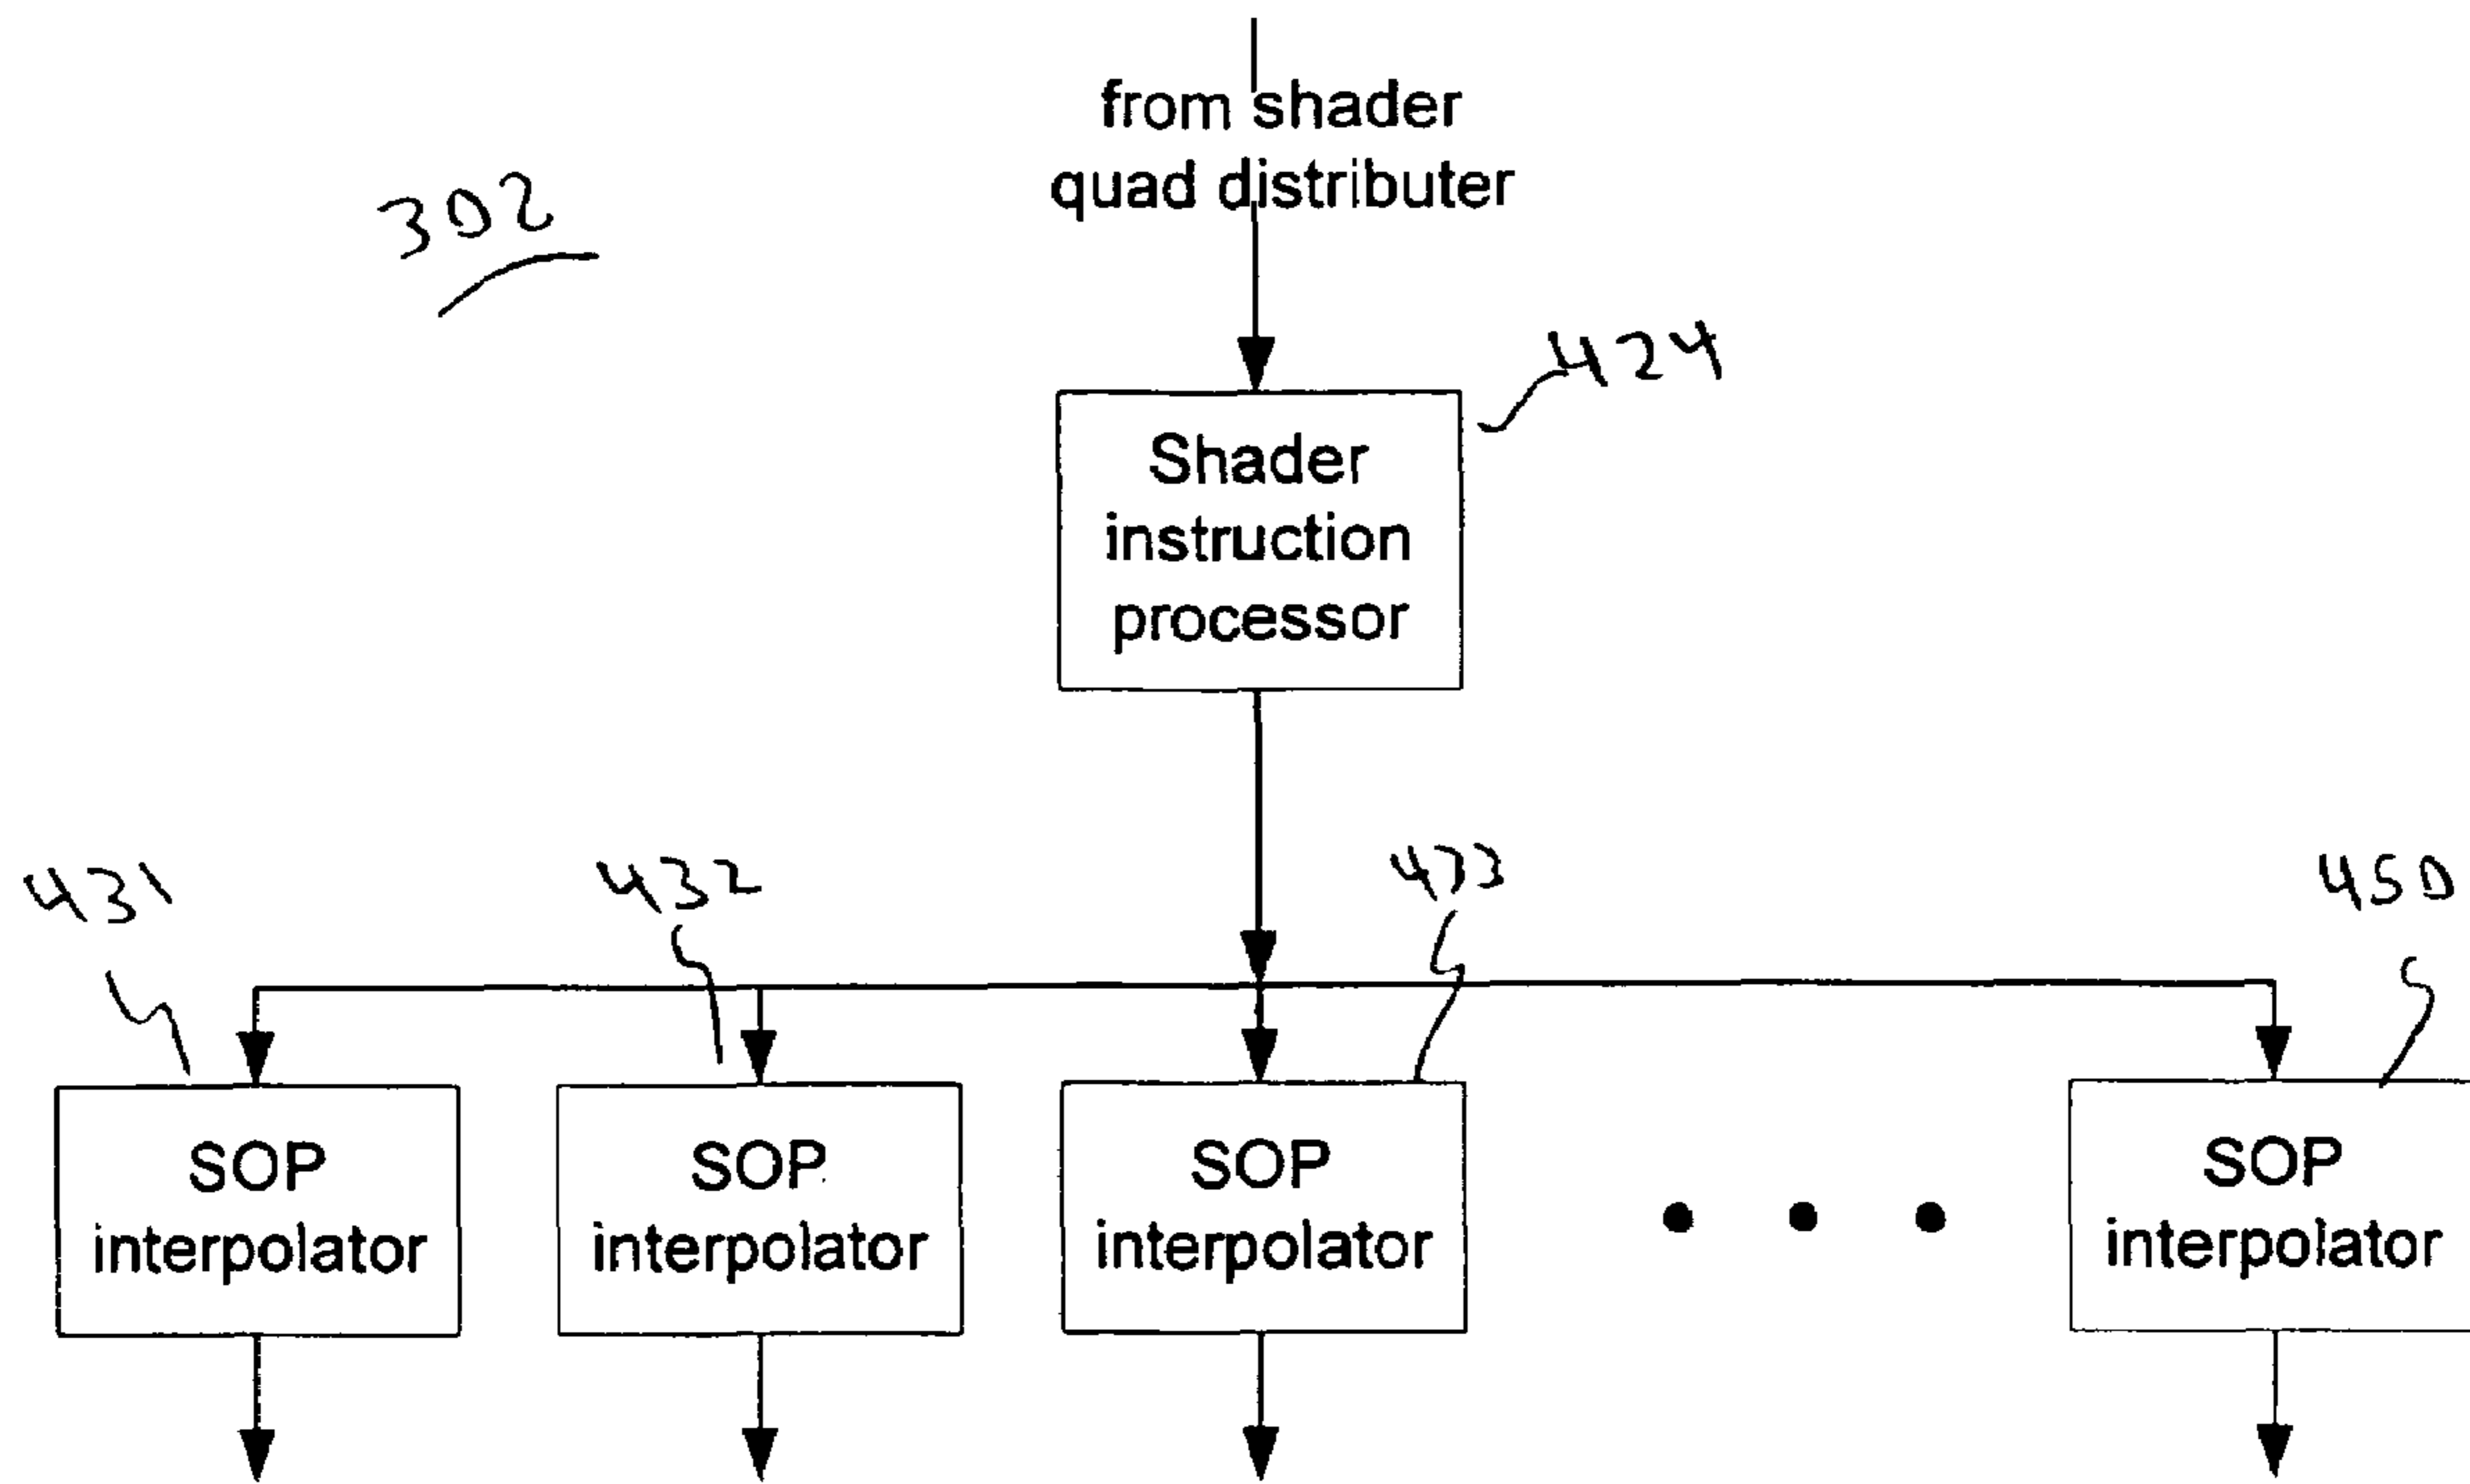 from shader
quad distributer
302
424
Shader
instruction
processor
431
432
433
450
SOP
interpolator
SOP
interpolator
SOP
interpolator
SOP
interpolator